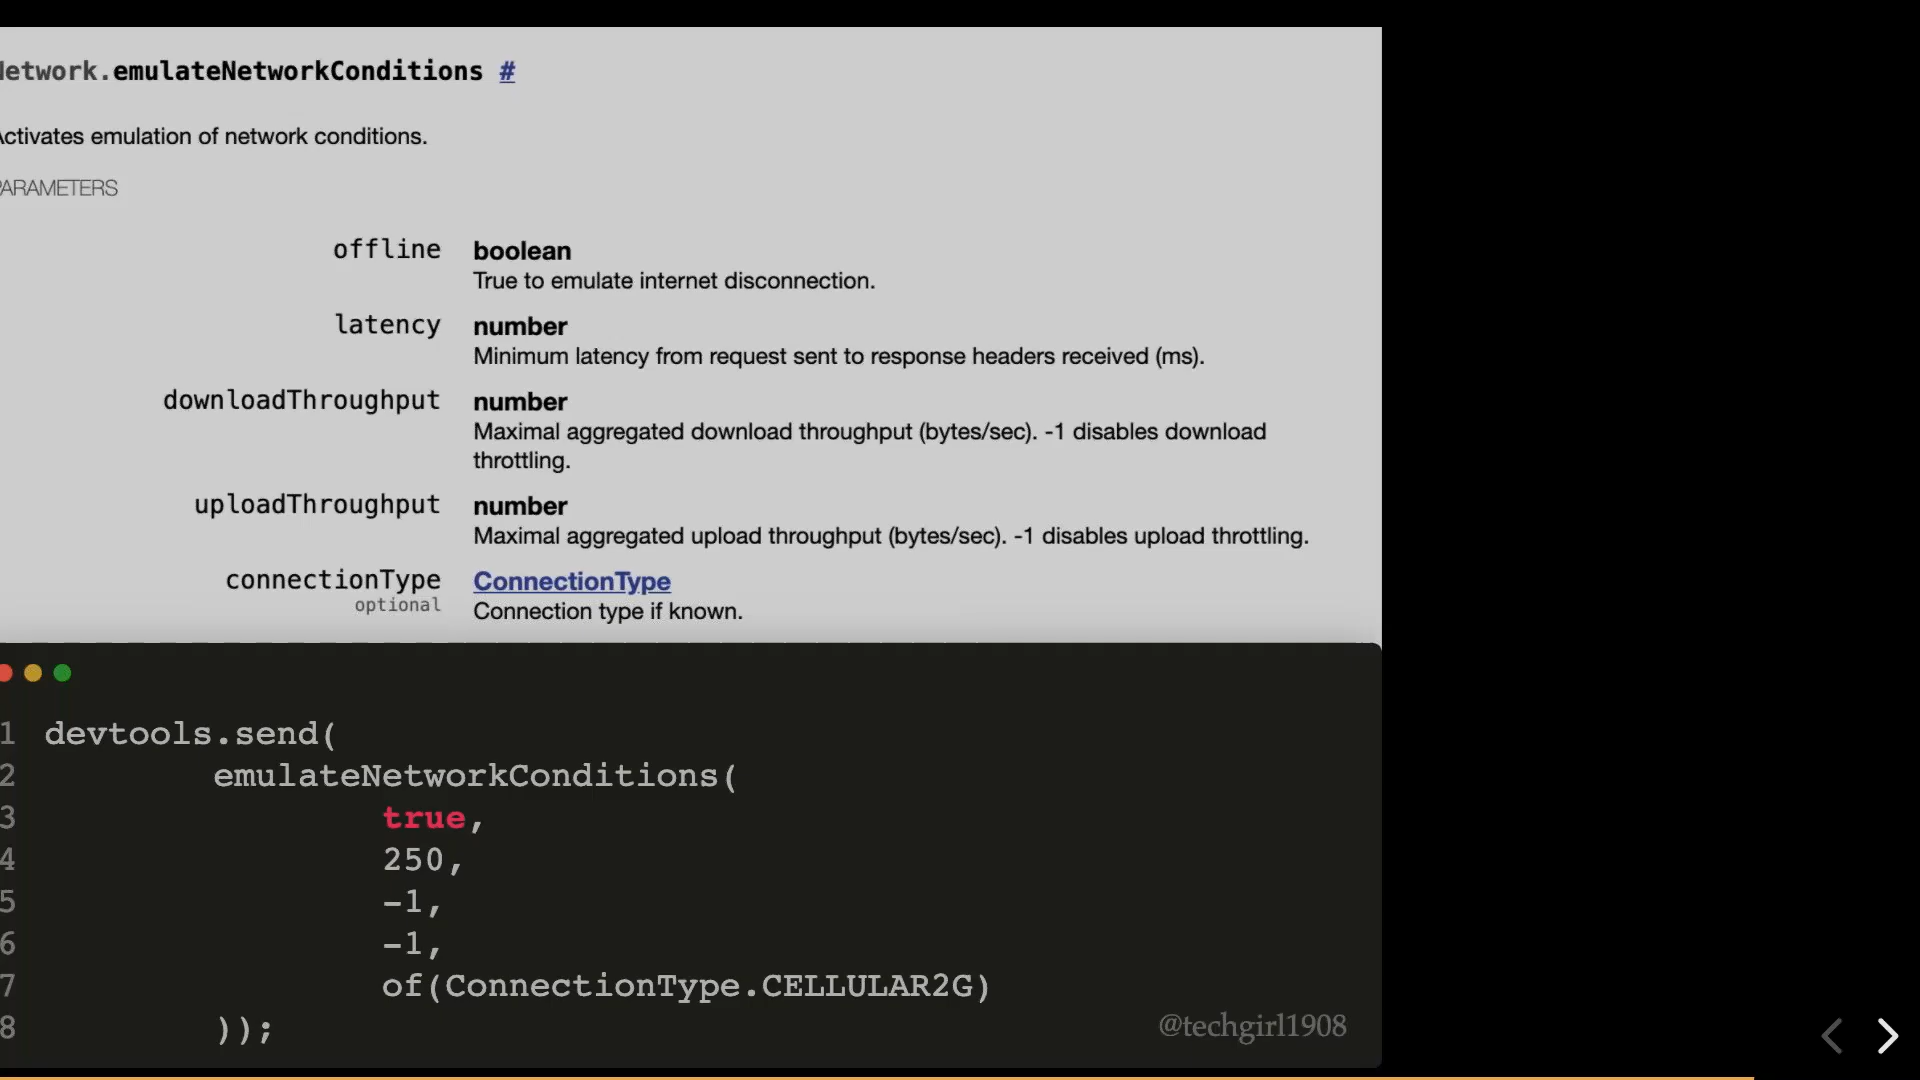 etwork.emulateNetworkConditions #
Activates emulation of network conditions.
PARAMETERS
offline boolean
True to emulate internet disconnection.
latency number
Minimum latency from request sent to response headers received (ms).
downloadThroughput number
Maximal aggregated download throughput (bytes/sec). -1 disables download
throttling.
uploadThroughput number
Maximal aggregated upload throughput (bytes/sec). -1 disables upload throttling.
connectionType ConnectionType
optional Connection type if known.
1 devtools.send(
2 emulateNetworkConditions(
3 true,
4 250,
5 -1,
6 -1,
7 of(ConnectionType.CELLULAR2G)
8 ));
@techgirl1908